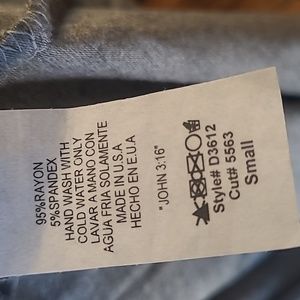 95%RAYON
5%SPANDEX
HAND WASH WITH
COLD WATER ONLY
LAVAR A MANO CON
AGUA FRIA SOLAMENTE
MADE IN U.S.A
HECHO EN E.U.A
"JOHN 3:16"
Style# D3612
Cut# 5563
Small